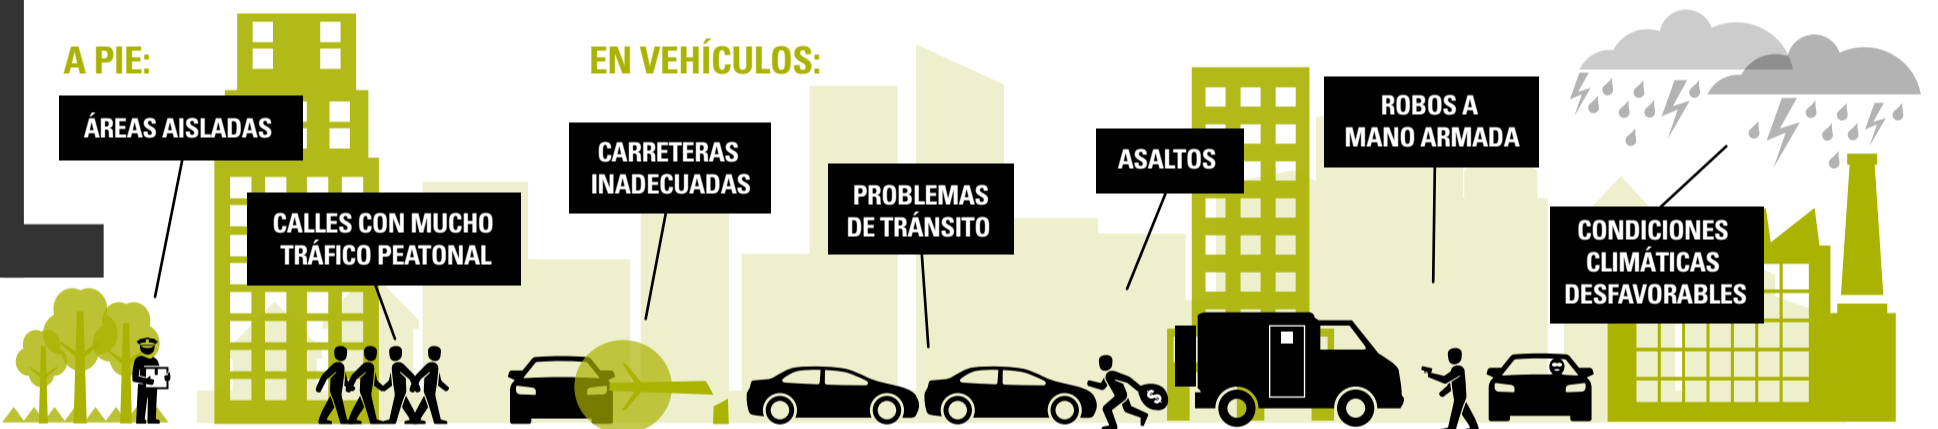 A PIE:
ÁREAS AISLADAS
CALLES CON MUCHO
TRÁFICO PEATONAL
EN VEHÍCULOS:
CARRETERAS
INADECUADAS
PROBLEMAS
DE TRÁNSITO
ASALTOS
$
ROBOS A
MANO ARMADA
CONDICIONES
CLIMÁTICAS
DESFAVORABLES